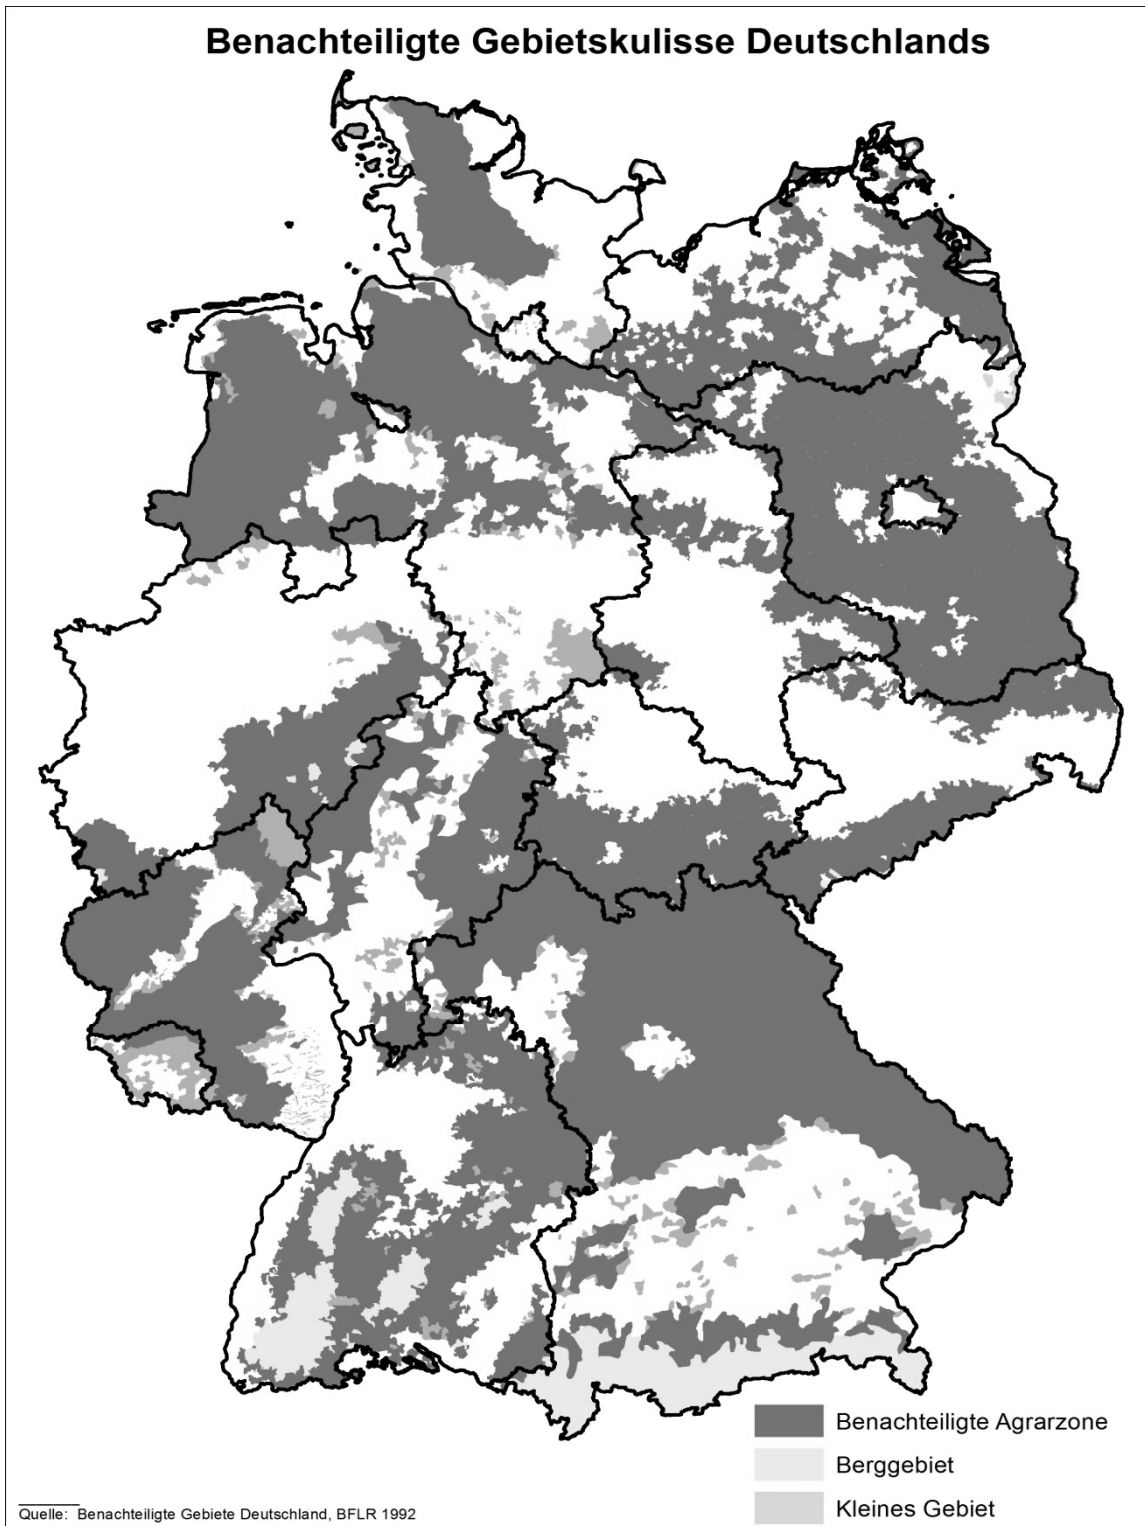 Benachteiligte Gebietskulisse Deutschlands
Benachteiligte Agrarzone
Berggebiet
Kleines Gebiet
Quelle: Benachteiligte Gebiete Deutschland, BFLR 1992